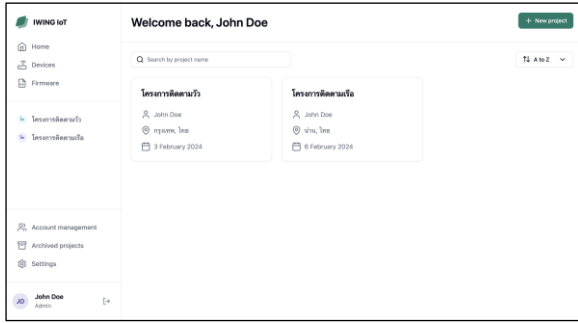 IWING IoT
Home
Devices
Firmware
โครงการติดตามวัว
โครงการติดตามเรือ
Account management
Archived projects
Settings
JD
John Doe
Admin
Welcome back, John Doe
+ New project
Search by project name
A to Z
โครงการติดตามวัว
John Doe
กรุงเทพ, ไทย
3 February 2024
โครงการติดตามเรือ
John Doe
น่าน, ไทย
6 February 2024